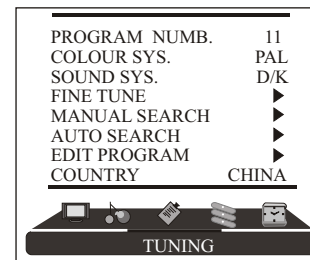 PROGRAM NUMB. 11
COLOUR SYS. PAL
SOUND SYS. D/K
FINE TUNE
MANUAL SEARCH
AUTO SEARCH
EDIT PROGRAM
COUNTRY CHINA
TUNING